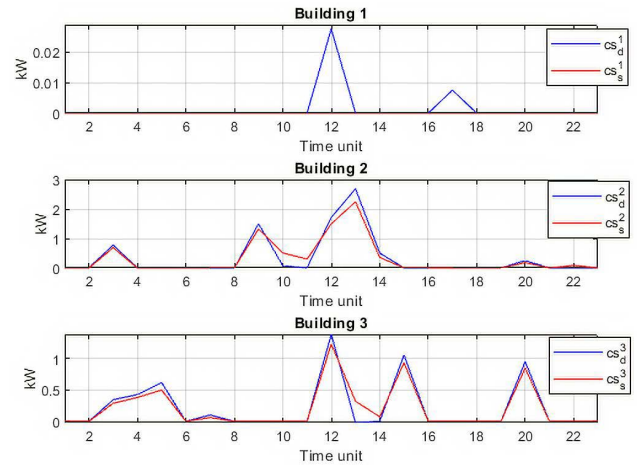 Building 1
kW
0.02
0.01
0
2 4 6 8 10 12 14 16 18 20 22
Time unit
cs_d^1
cs_s^1
Building 2
kW
3
2
1
0
2 4 6 8 10 12 14 16 18 20 22
Time unit
cs_d^2
cs_s^2
Building 3
kW
1
0.5
0
2 4 6 8 10 12 14 16 18 20 22
Time unit
cs_d^3
cs_s^3